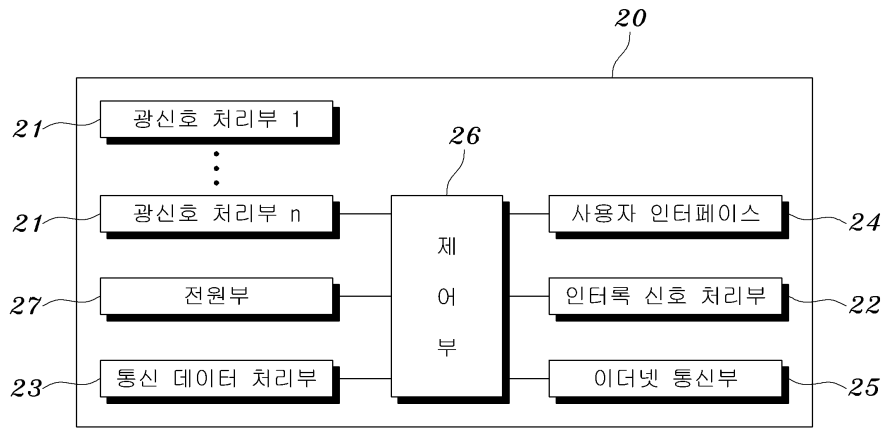 20
21
광신호 처리부 1
26
21
광신호 처리부 n
사용자 인터페이스
24
제
어
부
27
전원부
인터록 신호 처리부
22
23
통신 데이터 처리부
이더넷 통신부
25